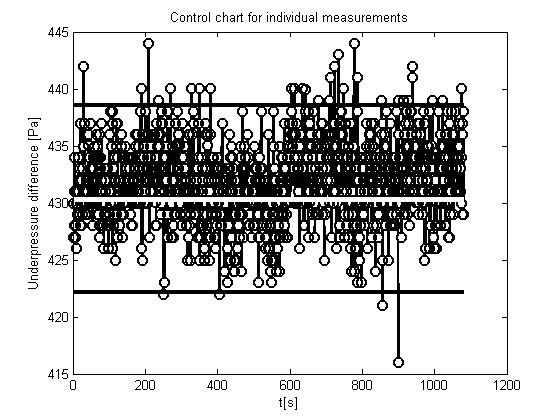 Control chart for individual measurements
445
440
435
430
425
420
415
Underpressure difference [Pa]
0 200 400 600 800 1000 1200
t[s]